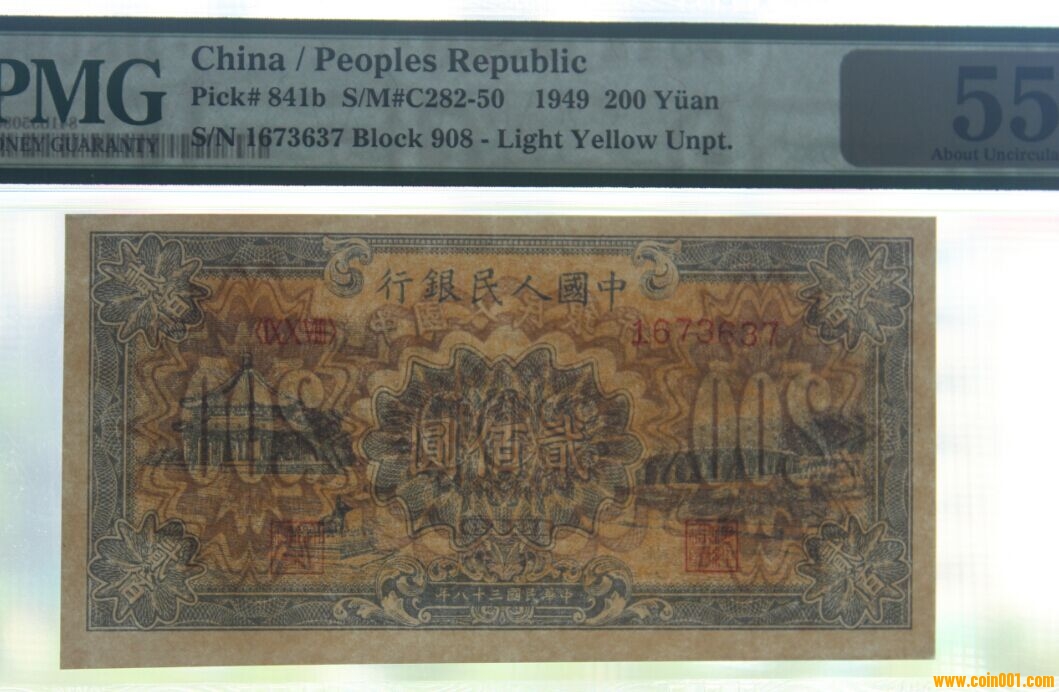 PMG
MONEY GUARANTY
China / Peoples Republic
Pick# 841b S/M#C282-50 1949 200 Yüan
S/N 1673637 Block 908 - Light Yellow Unpt.
55
About Uncircula
行銀民人國中
1673637
圓佰貳
年八十三國民華中
www.coin001.com